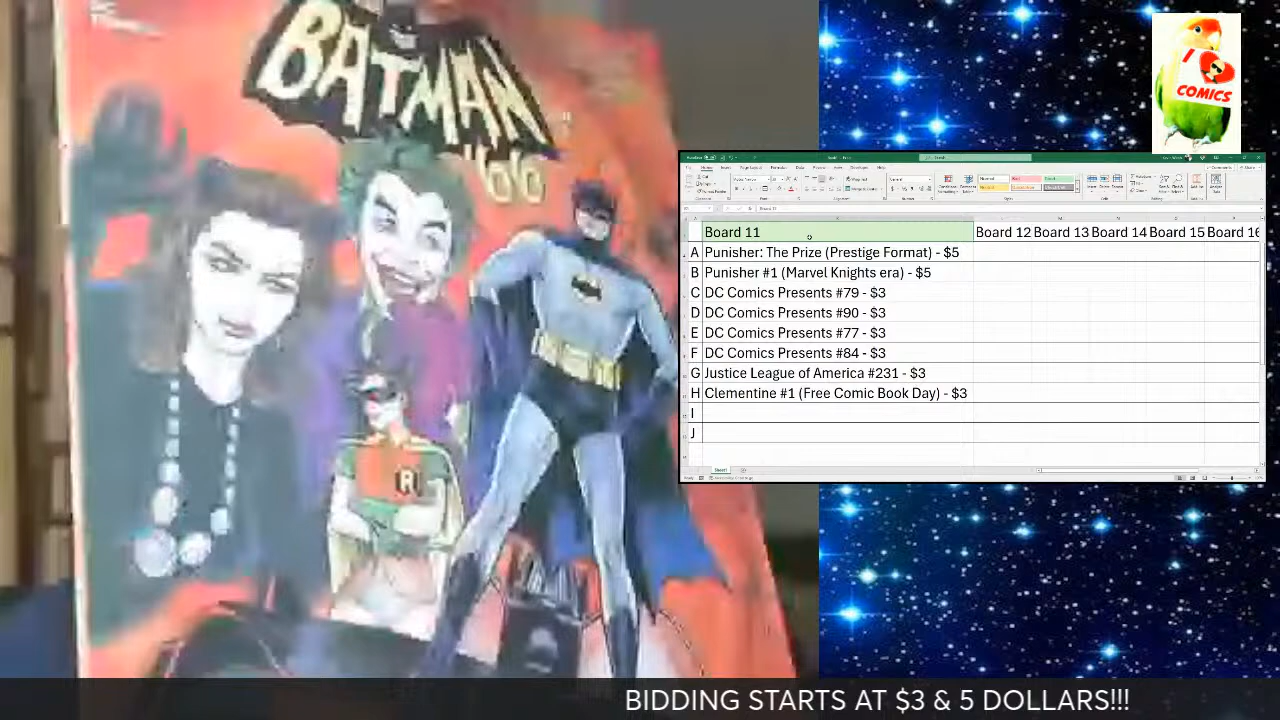 BATMAN
'66
R
I
COMICS
Board 11
Board 12
Board 13
Board 14
Board 15
A Punisher: The Prize (Prestige Format) - $5
B Punisher #1 (Marvel Knights era) - $5
C DC Comics Presents #79 - $3
D DC Comics Presents #90 - $3
E DC Comics Presents #77 - $3
F DC Comics Presents #84 - $3
G Justice League of America #231 - $3
H Clementine #1 (Free Comic Book Day) - $3
I
J
BIDDING STARTS AT $3 & 5 DOLLARS!!!